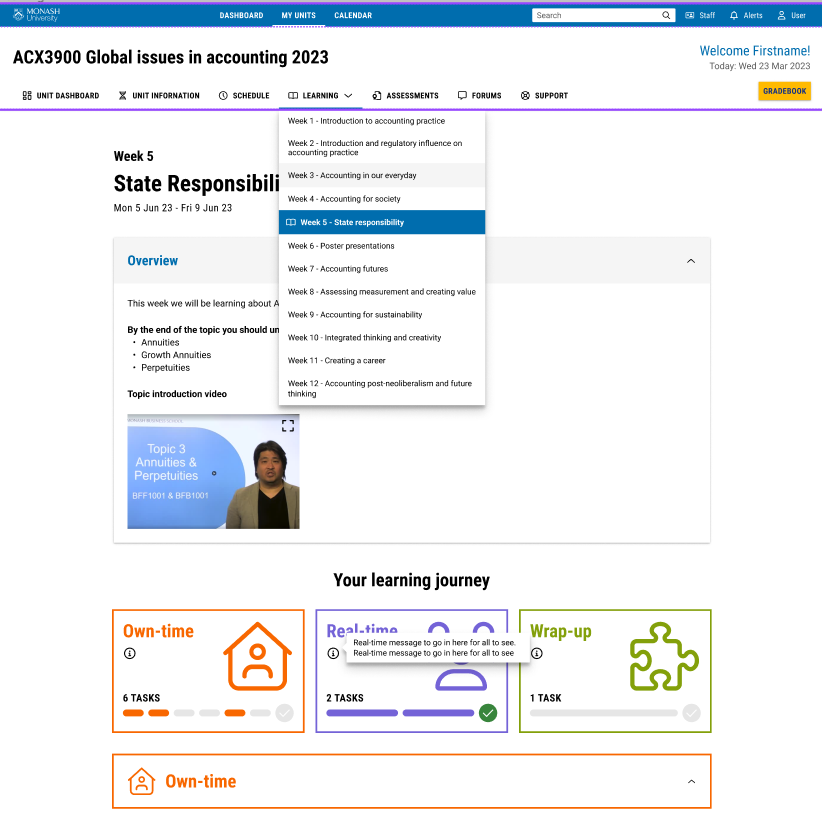 MONASH
University
DASHBOARD
MY UNITS
CALENDAR
Search
Staff
Alerts
User
ACX3900 Global issues in accounting 2023
Welcome Firstname!
Today: Wed 23 Mar 2023
UNIT DASHBOARD
UNIT INFORMATION
SCHEDULE
LEARNING
ASSESSMENTS
FORUMS
SUPPORT
GRADEBOOK
Week 1 - Introduction to accounting practice
Week 2 - Introduction and regulatory influence on
accounting practice
Week 3 - Accounting in our everyday
Week 4 - Accounting for society
Week 5 - State responsibility
Week 6 - Poster presentations
Week 7 - Accounting futures
Week 8 - Assessing measurement and creating value
Week 9 - Accounting for sustainability
Week 10 - Integrated thinking and creativity
Week 11 - Creating a career
Week 12 - Accounting post-neoliberalism and future
thinking
Week 5
State Responsibili
Mon 5 Jun 23 - Fri 9 Jun 23
Overview
This week we will be learning about A
By the end of the topic you should un
• Annuities
• Growth Annuities
• Perpetuities
Topic introduction video
MONASH BUSINESS SCHOOL
Topic 3
Annuities &
Perpetuities
BFF1001 & BFB1001
Your learning journey
Own-time
6 TASKS
Real-time
Real-time message to go in here for all to see.
Real-time message to go in here for all to see
2 TASKS
Wrap-up
1 TASK
Own-time